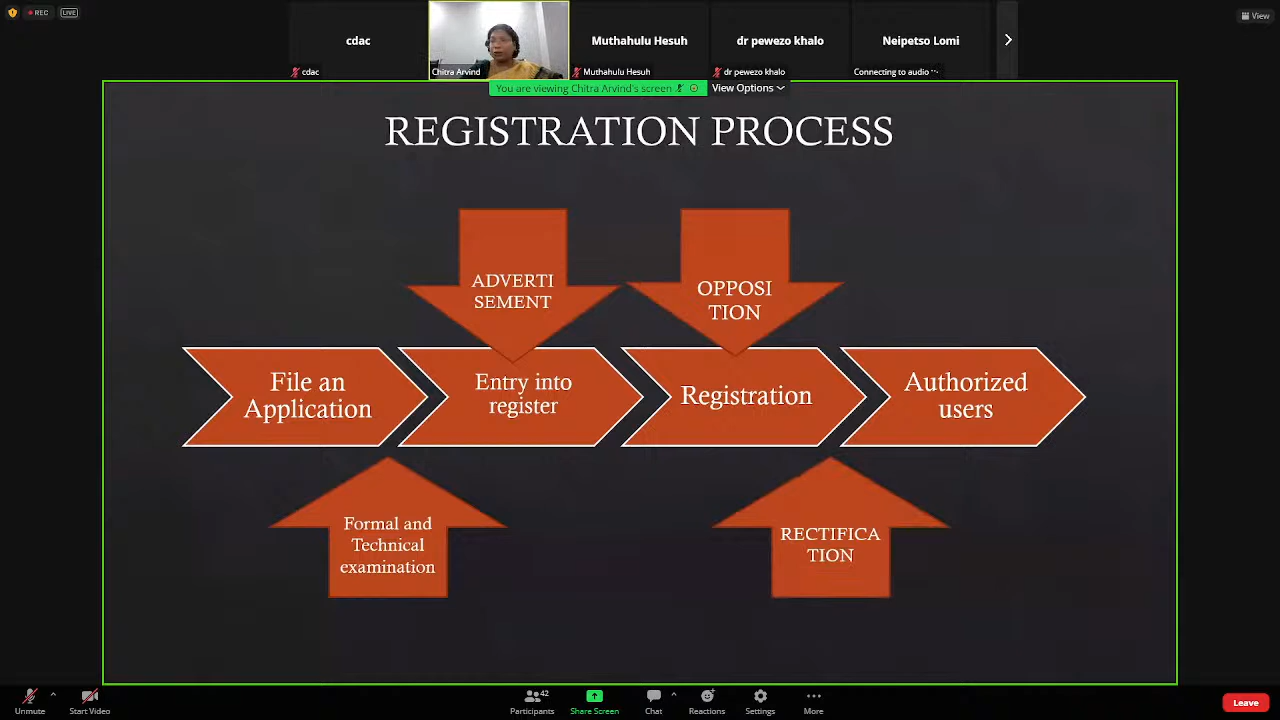 REC
LIVE
View
cdac
Muthahulu Hesuh
dr pewezo khalo
Neipetso Lomi
cdac
Chitra Arvind
Muthahulu Hesuh
dr pewezo khalo
Connecting to audio
You are viewing Chitra Arvind's screen
View Options
REGISTRATION PROCESS
ADVERTI
SEMENT
OPPOSI
TION
File an
Application
Entry into
register
Registration
Authorized
users
Formal and
Technical
examination
RECTIFICA
TION
Unmute
Start Video
42
Participants
Share Screen
Chat
Reactions
Settings
More
Leave